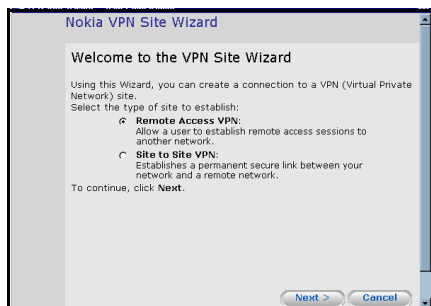 Nokia VPN Site Wizard
Welcome to the VPN Site Wizard
Using this Wizard, you can create a connection to a VPN (Virtual Private
Network) site.
Select the type of site to establish:
Remote Access VPN:
Allow a user to establish remote access sessions to
another network.
Site to Site VPN:
Establishes a permanent secure link between your
network and a remote network.
To continue, click Next.
Next >
Cancel